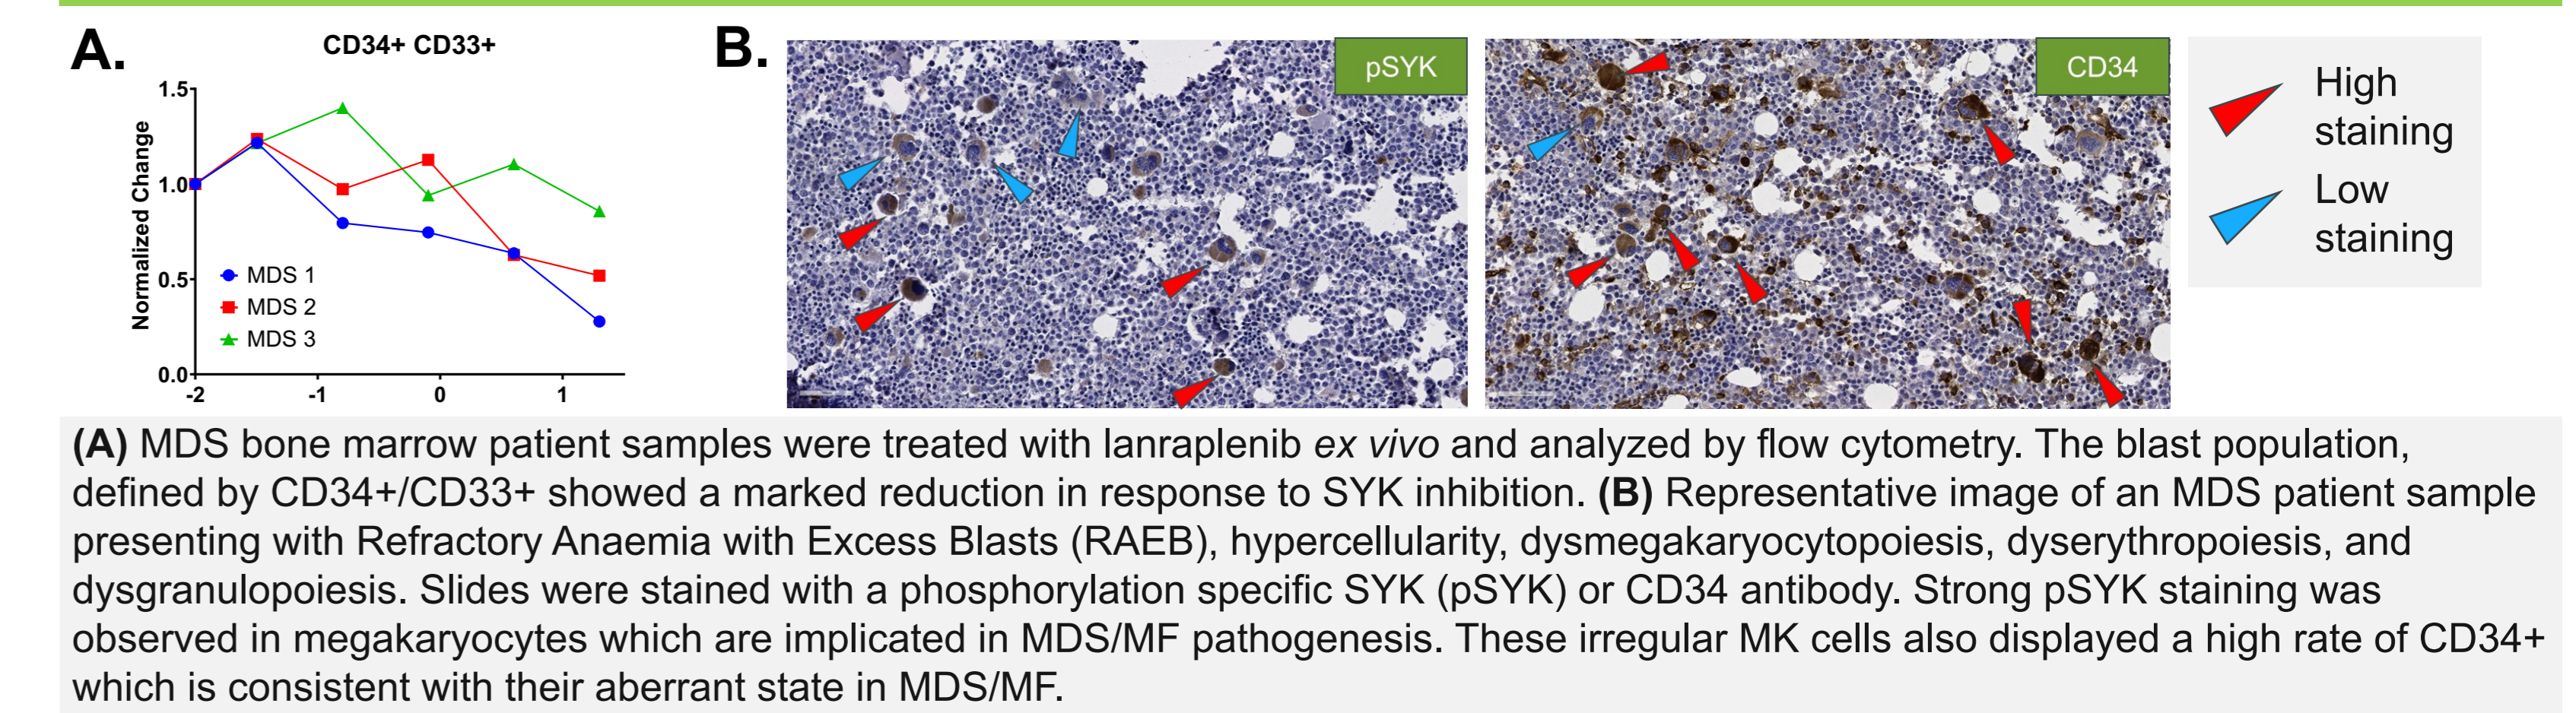 A.
CD34+ CD33+
Normalized Change
1.5
1.0
0.5
0.0
-2 -1 0 1
MDS 1
MDS 2
MDS 3
B.
pSYK
CD34
High
staining
Low
staining
(A) MDS bone marrow patient samples were treated with lanraplenib ex vivo and analyzed by flow cytometry. The blast population,
defined by CD34+/CD33+ showed a marked reduction in response to SYK inhibition. (B) Representative image of an MDS patient sample
presenting with Refractory Anaemia with Excess Blasts (RAEB), hypercellularity, dysmegakaryocytopoiesis, dyserythropoiesis, and
dysgranulopoiesis. Slides were stained with a phosphorylation specific SYK (pSYK) or CD34 antibody. Strong pSYK staining was
observed in megakaryocytes which are implicated in MDS/MF pathogenesis. These irregular MK cells also displayed a high rate of CD34+
which is consistent with their aberrant state in MDS/MF.